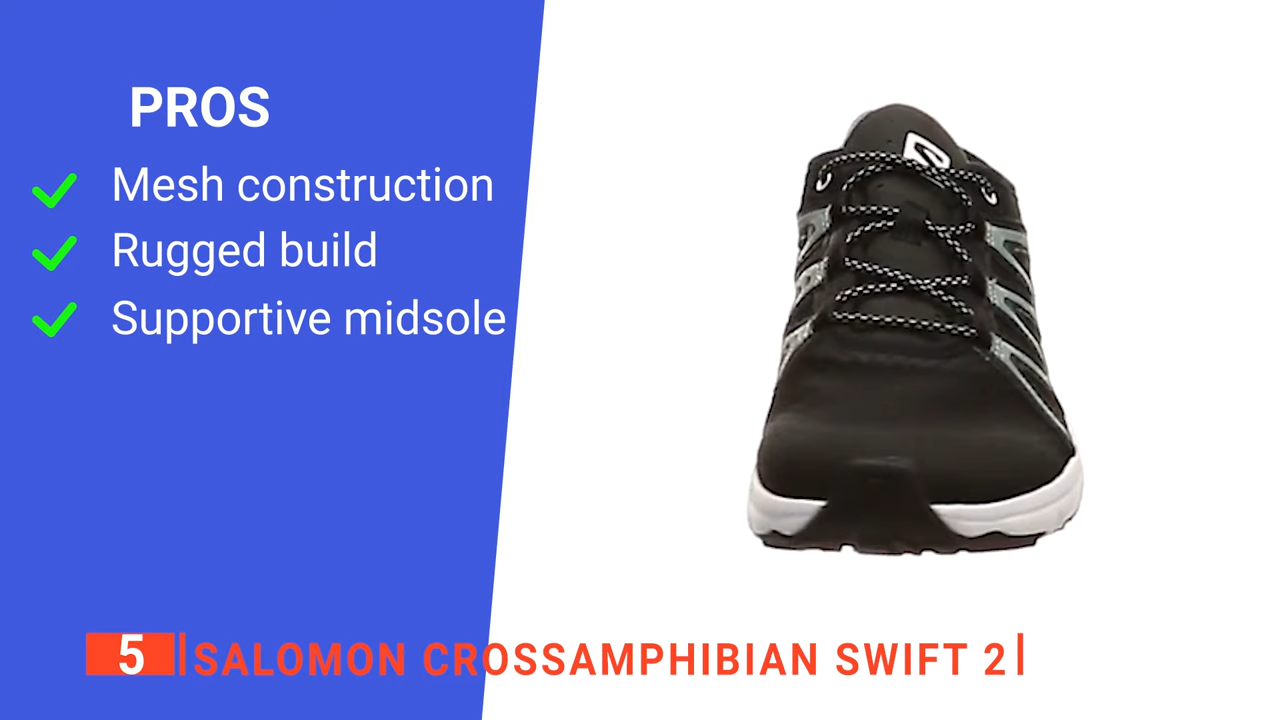 PROS
Mesh construction
Rugged build
Supportive midsole
5
SALOMON CROSSAMPHIBIAN SWIFT 2